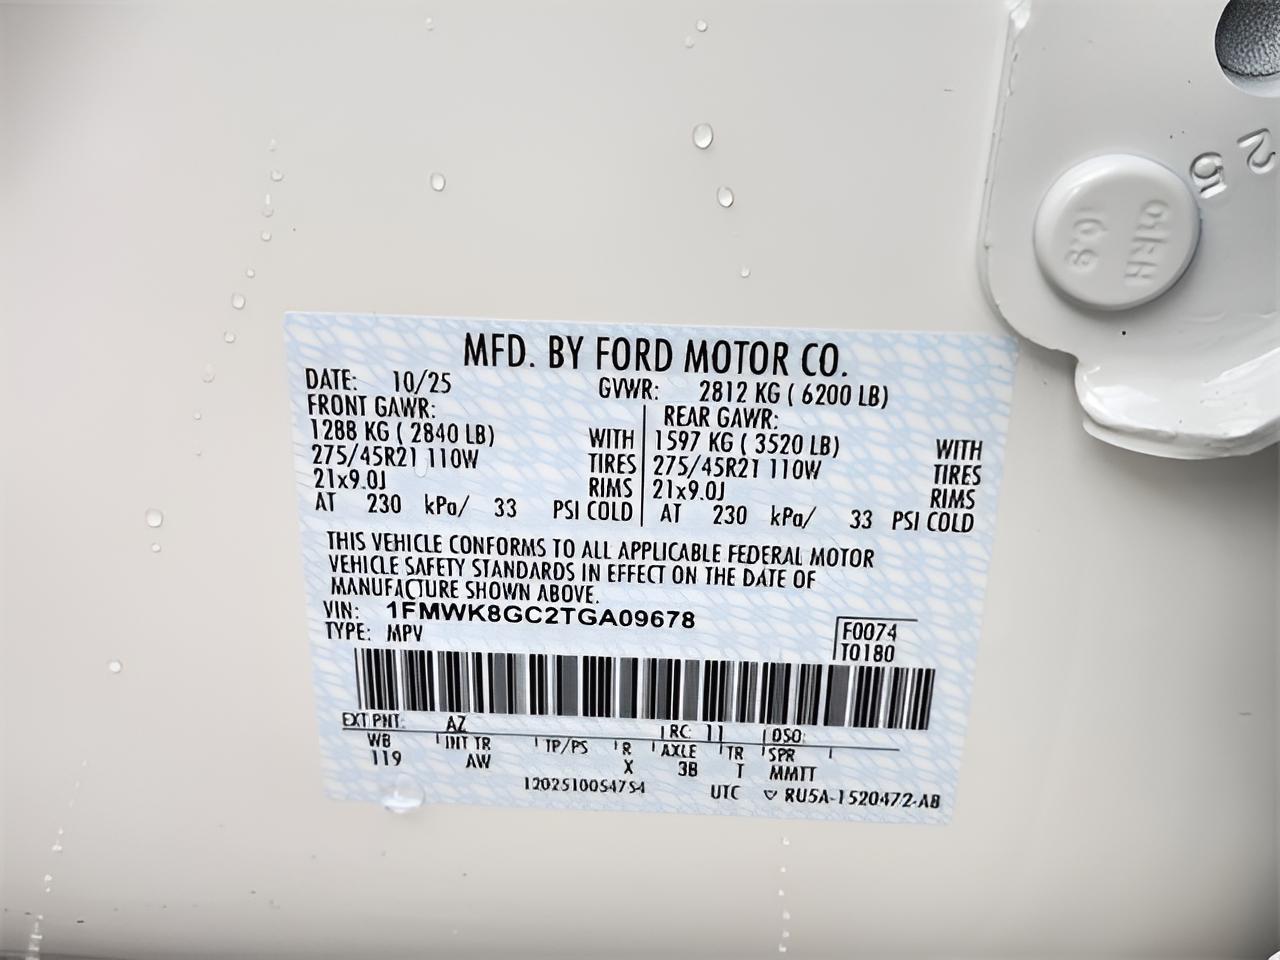 25
10.9
MFD. BY FORD MOTOR CO.
DATE: 10/25 GVWR: 2812 KG ( 6200 LB)
FRONT GAWR: REAR GAWR:
1288 KG ( 2840 LB) WITH 1597 KG ( 3520 LB) WITH
275/45R21 110W TIRES 275/45R21 110W TIRES
21x9.0J RIMS 21x9.0J RIMS
AT 230 kPa/ 33 PSI COLD AT 230 kPa/ 33 PSI COLD
THIS VEHICLE CONFORMS TO ALL APPLICABLE FEDERAL MOTOR
VEHICLE SAFETY STANDARDS IN EFFECT ON THE DATE OF
MANUFACTURE SHOWN ABOVE.
VIN: 1FMWK8GC2TGA09678 F0074
TYPE: MPV T0180
EXT PNT: AZ RC: 11 DSO:
WB INT TR TP/PS R AXLE TR SPR
119 AW X 3B T MMTT
12025100S4754 UTC RU5A-1520472-AB